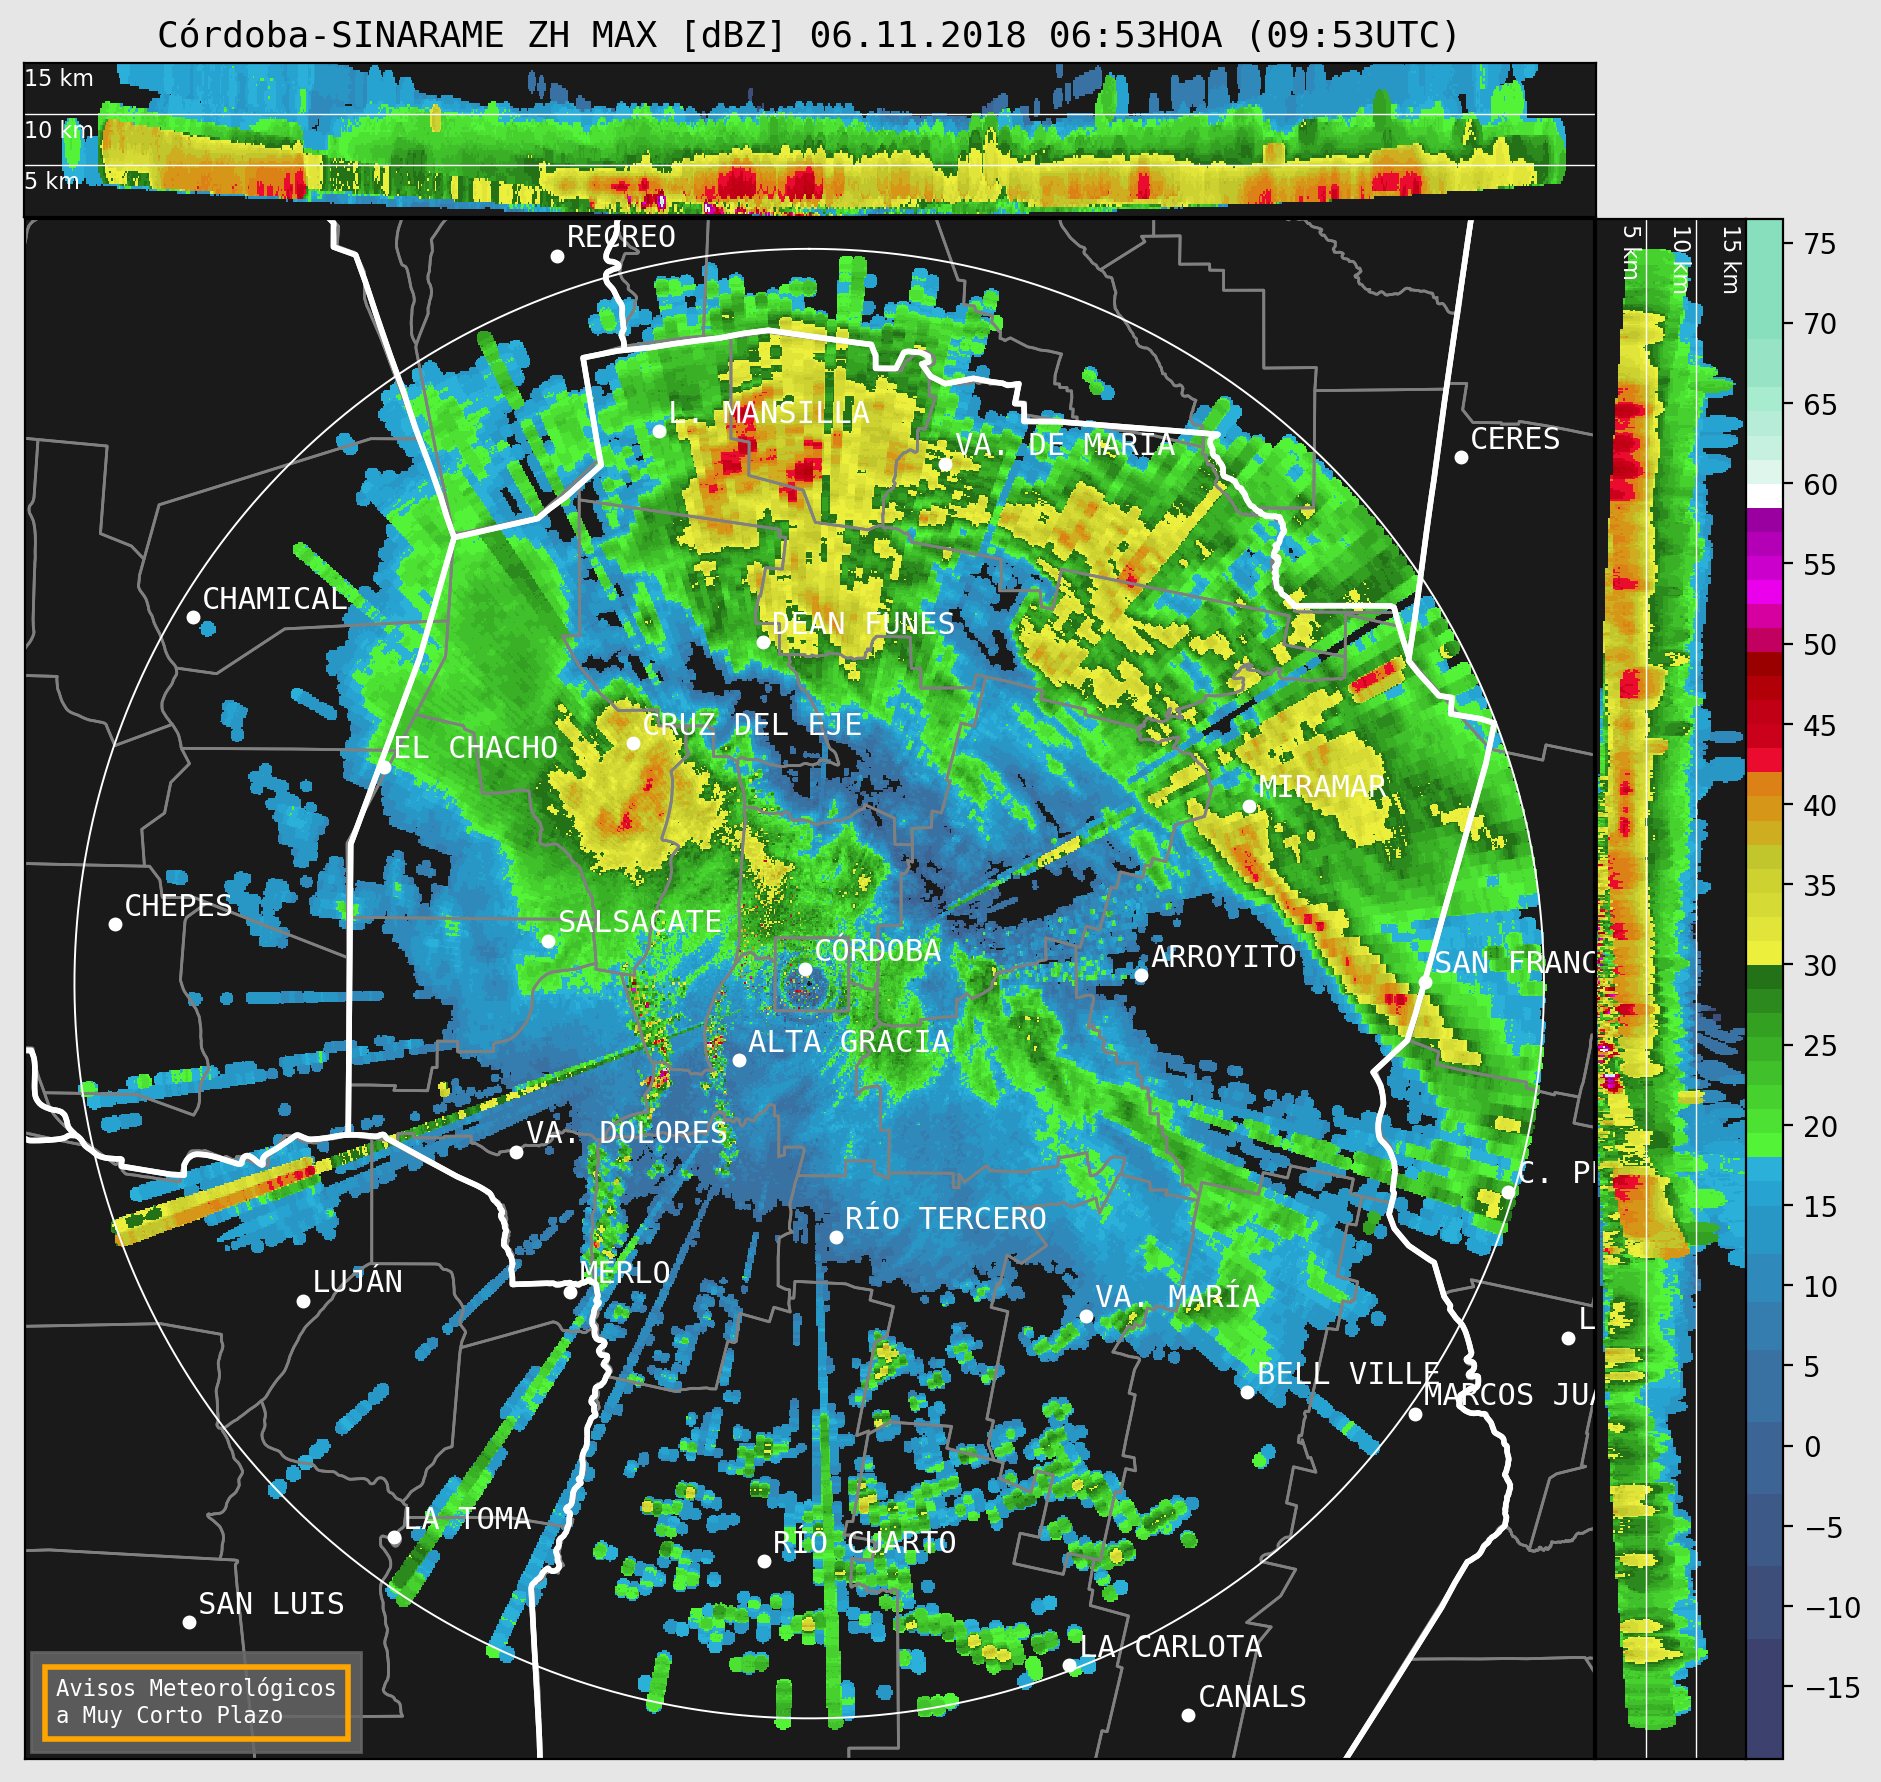 Córdoba-SINARAME ZH MAX [dBZ] 06.11.2018 06:53HOA (09:53UTC)
15 km
10 km
5 km
5 km
10 km
15 km
RECREO
L. MANSILLA
VA. DE MARIA
CERES
CHAMICAL
DEAN FUNES
CRUZ DEL EJE
EL CHACHO
MIRAMAR
CHEPES
SALSACATE
CÓRDOBA
ARROYITO
SAN FRANC
ALTA GRACIA
VA. DOLORES
C. PE
RÍO TERCERO
MERLO
LUJÁN
VA. MARÍA
L
BELL VILLE
MARCOS JUA
LA TOMA
RÍO CUARTO
SAN LUIS
LA CARLOTA
CANALS
Avisos Meteorológicos
a Muy Corto Plazo
75
70
65
60
55
50
45
40
35
30
25
20
15
10
5
0
−5
−10
−15